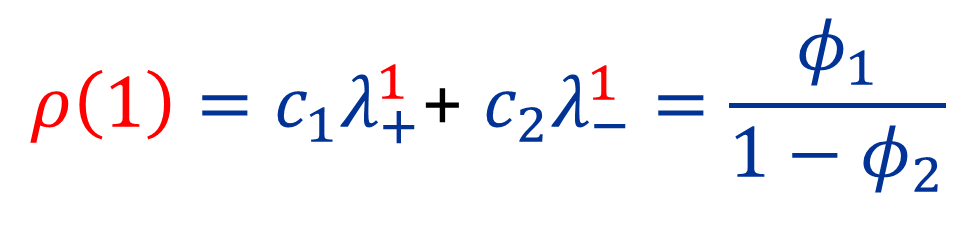 ρ(1) = c₁λ₊¹ + c₂λ₋¹ = ϕ₁ / (1 − ϕ₂)